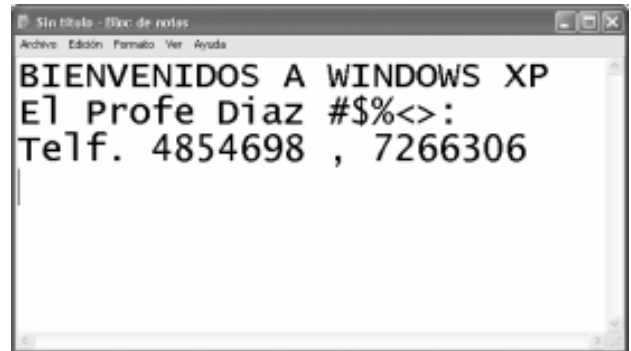 Sin título - Bloc de notas
Archivo Edición Formato Ver Ayuda
BIENVENIDOS A WINDOWS XP
El Profe Diaz #$%<>:
Telf. 4854698 , 7266306